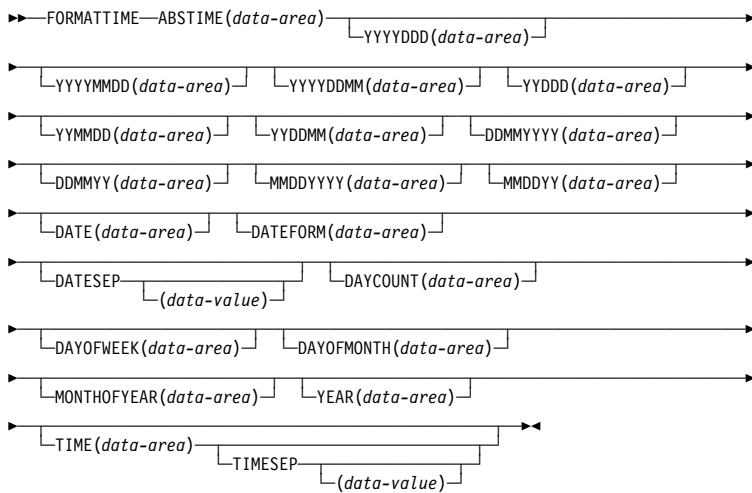 FORMATTIME ABSTIME(data-area)
YYYYDDD(data-area)
YYYYMMDD(data-area) YYYYDDMM(data-area) YYDDD(data-area)
YYMMDD(data-area) YYDDMM(data-area) DDMMYYYY(data-area)
DDMMYY(data-area) MMDDYYYY(data-area) MMDDYY(data-area)
DATE(data-area) DATEFORM(data-area)
DATESEP DAYCOUNT(data-area)
(data-value)
DAYOFWEEK(data-area) DAYOFMONTH(data-area)
MONTHOFYEAR(data-area) YEAR(data-area)
TIME(data-area)
TIMESEP
(data-value)